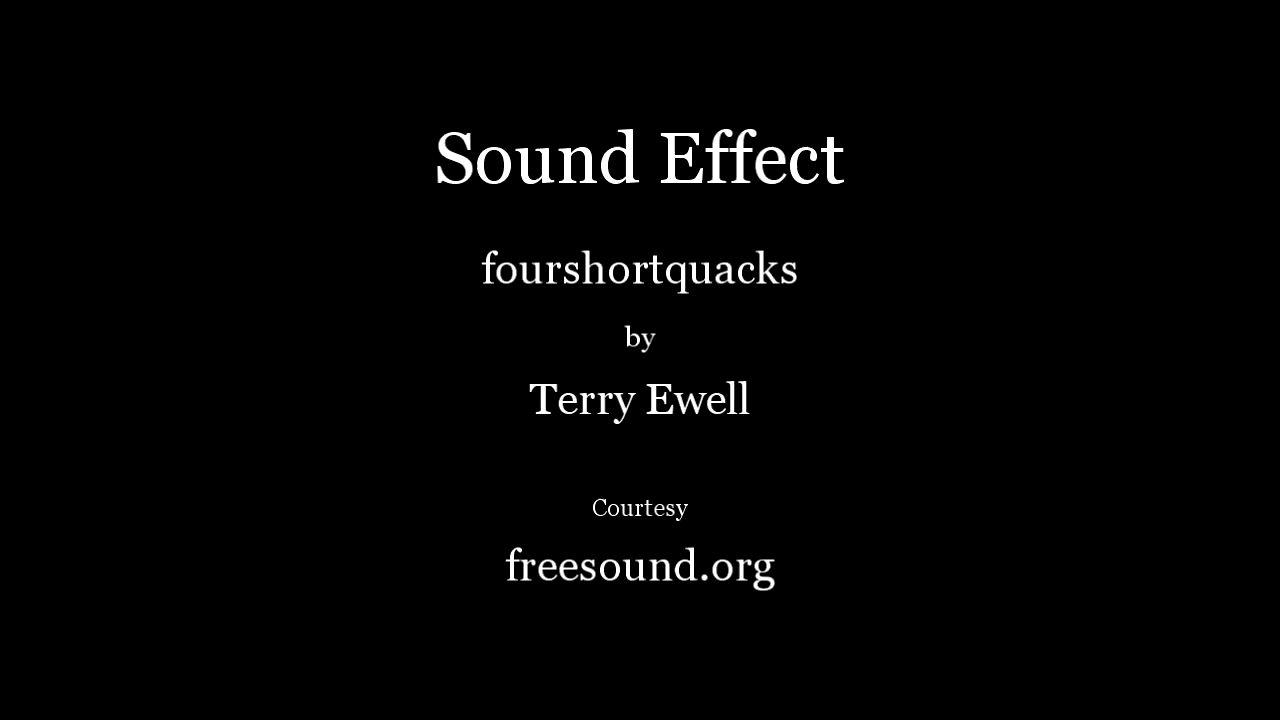 Sound Effect
fourshortquacks
by
Terry Ewell
Courtesy
freesound.org